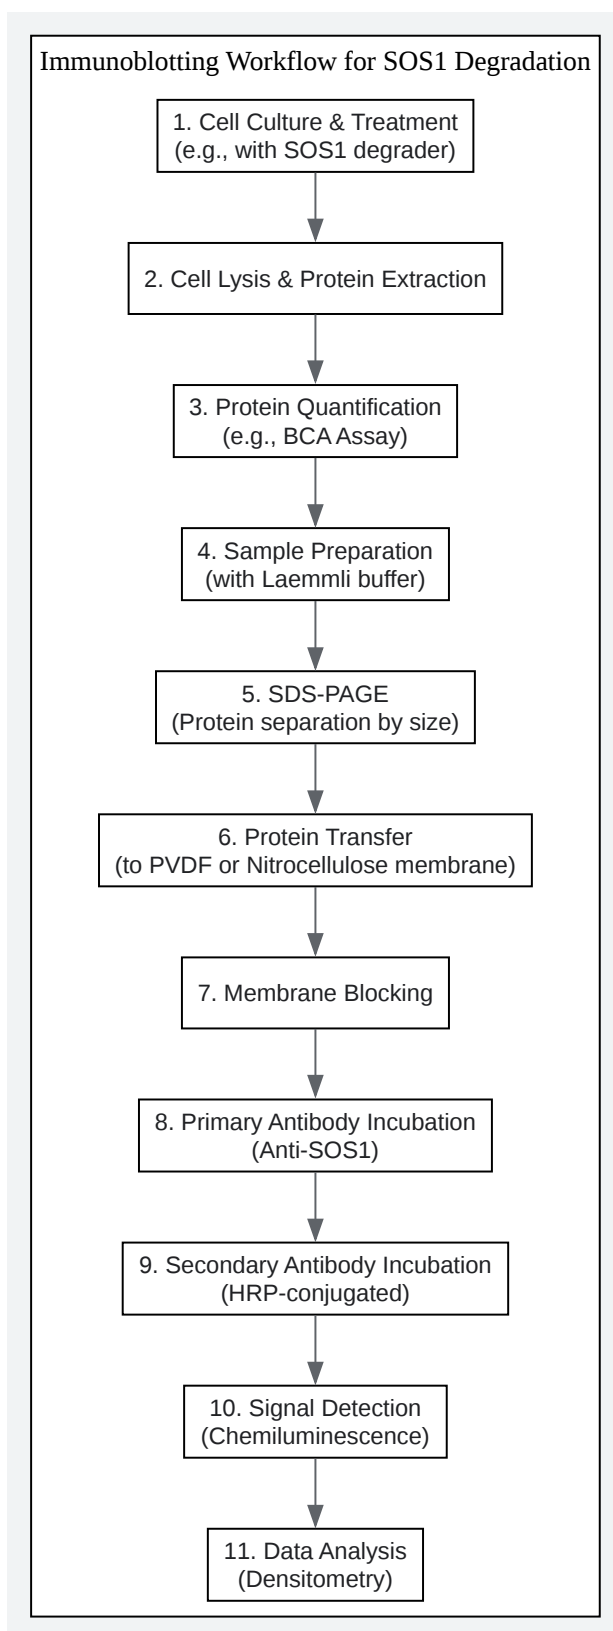 Immunoblotting Workflow for SOS1 Degradation
1. Cell Culture & Treatment
(e.g., with SOS1 degrader)
2. Cell Lysis & Protein Extraction
3. Protein Quantification
(e.g., BCA Assay)
4. Sample Preparation
(with Laemmli buffer)
5. SDS-PAGE
(Protein separation by size)
6. Protein Transfer
(to PVDF or Nitrocellulose membrane)
7. Membrane Blocking
8. Primary Antibody Incubation
(Anti-SOS1)
9. Secondary Antibody Incubation
(HRP-conjugated)
10. Signal Detection
(Chemiluminescence)
11. Data Analysis
(Densitometry)